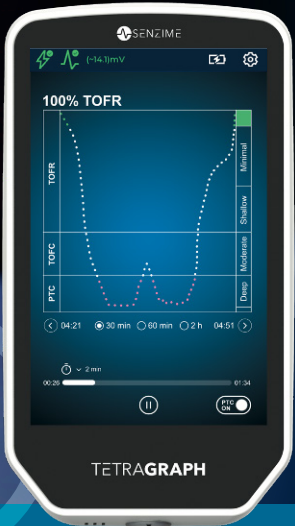 SENZIME
(~14.1)mV
100% TOFR
TOFR
Minimal
Shallow
TOFC
Moderate
PTC
Deep
04:21 30 min 60 min 2 h 04:51
2 min
00:26 01:34
PTC
ON
TETRAGRAPH